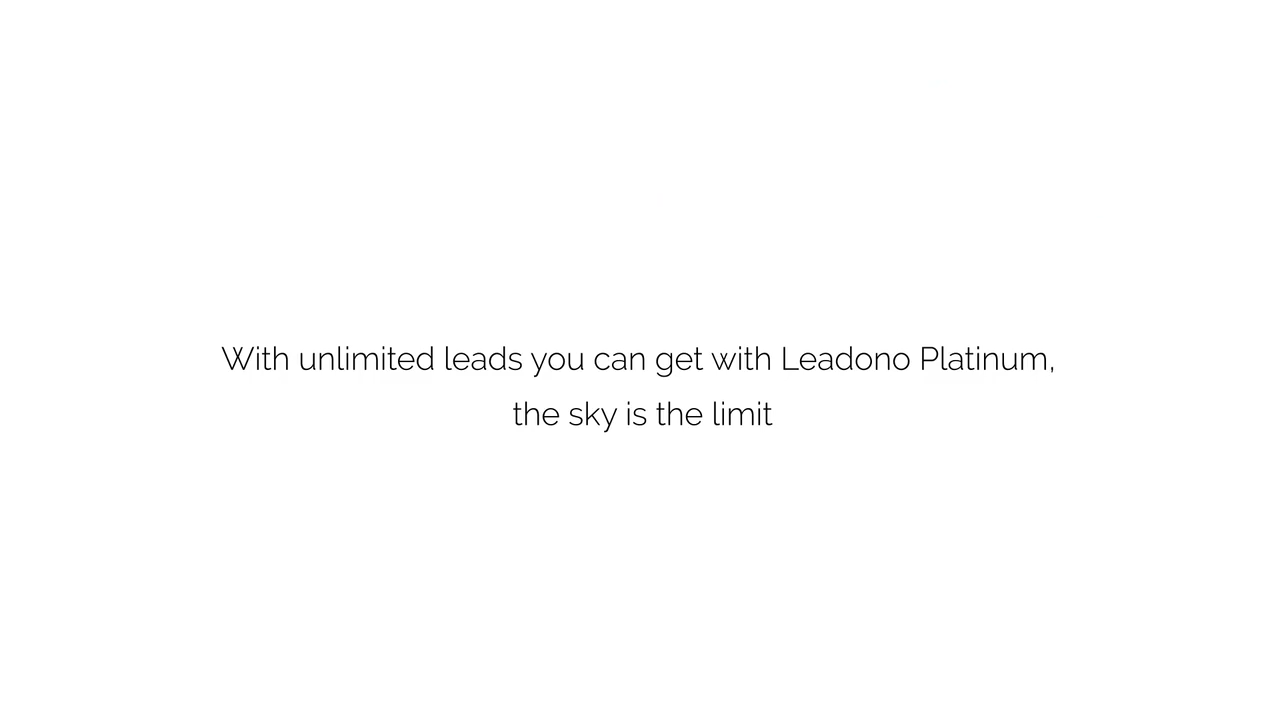 With unlimited leads you can get with Leadono Platinum,
the sky is the limit